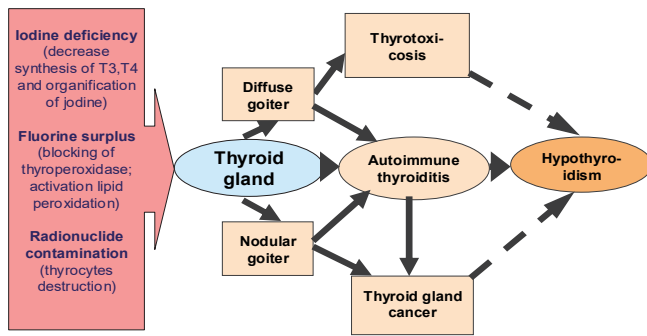 Iodine deficiency
(decrease
synthesis of T3,T4
and organification
of jodine)
Fluorine surplus
(blocking of
thyroperoxidase;
activation lipid
peroxidation)
Radionuclide
contamination
(thyrocytes
destruction)
Thyroid
gland
Diffuse
goiter
Nodular
goiter
Thyrotoxi-
cosis
Autoimmune
thyroiditis
Thyroid gland
cancer
Hypothyro-
idism